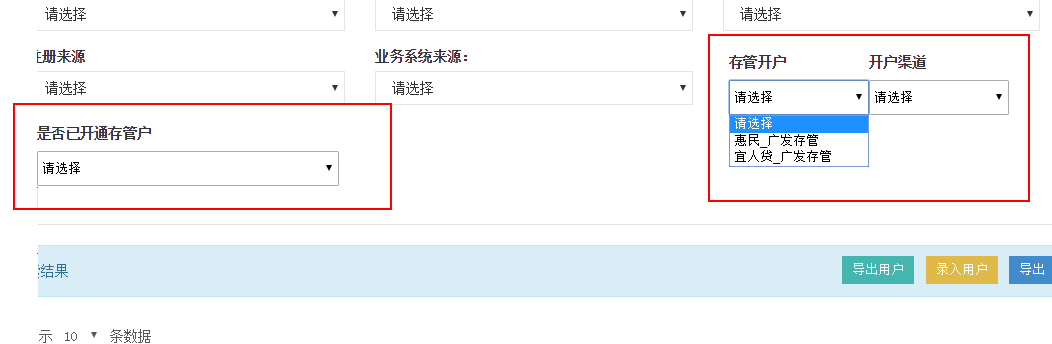 请选择 请选择 请选择
注册来源 业务系统来源: 存管开户 开户渠道
请选择 请选择 请选择 请选择
请选择
惠民_广发存管
宜人贷_广发存管
是否已开通存管户
请选择
结果 导出用户 录入用户 导出
示 10 条数据